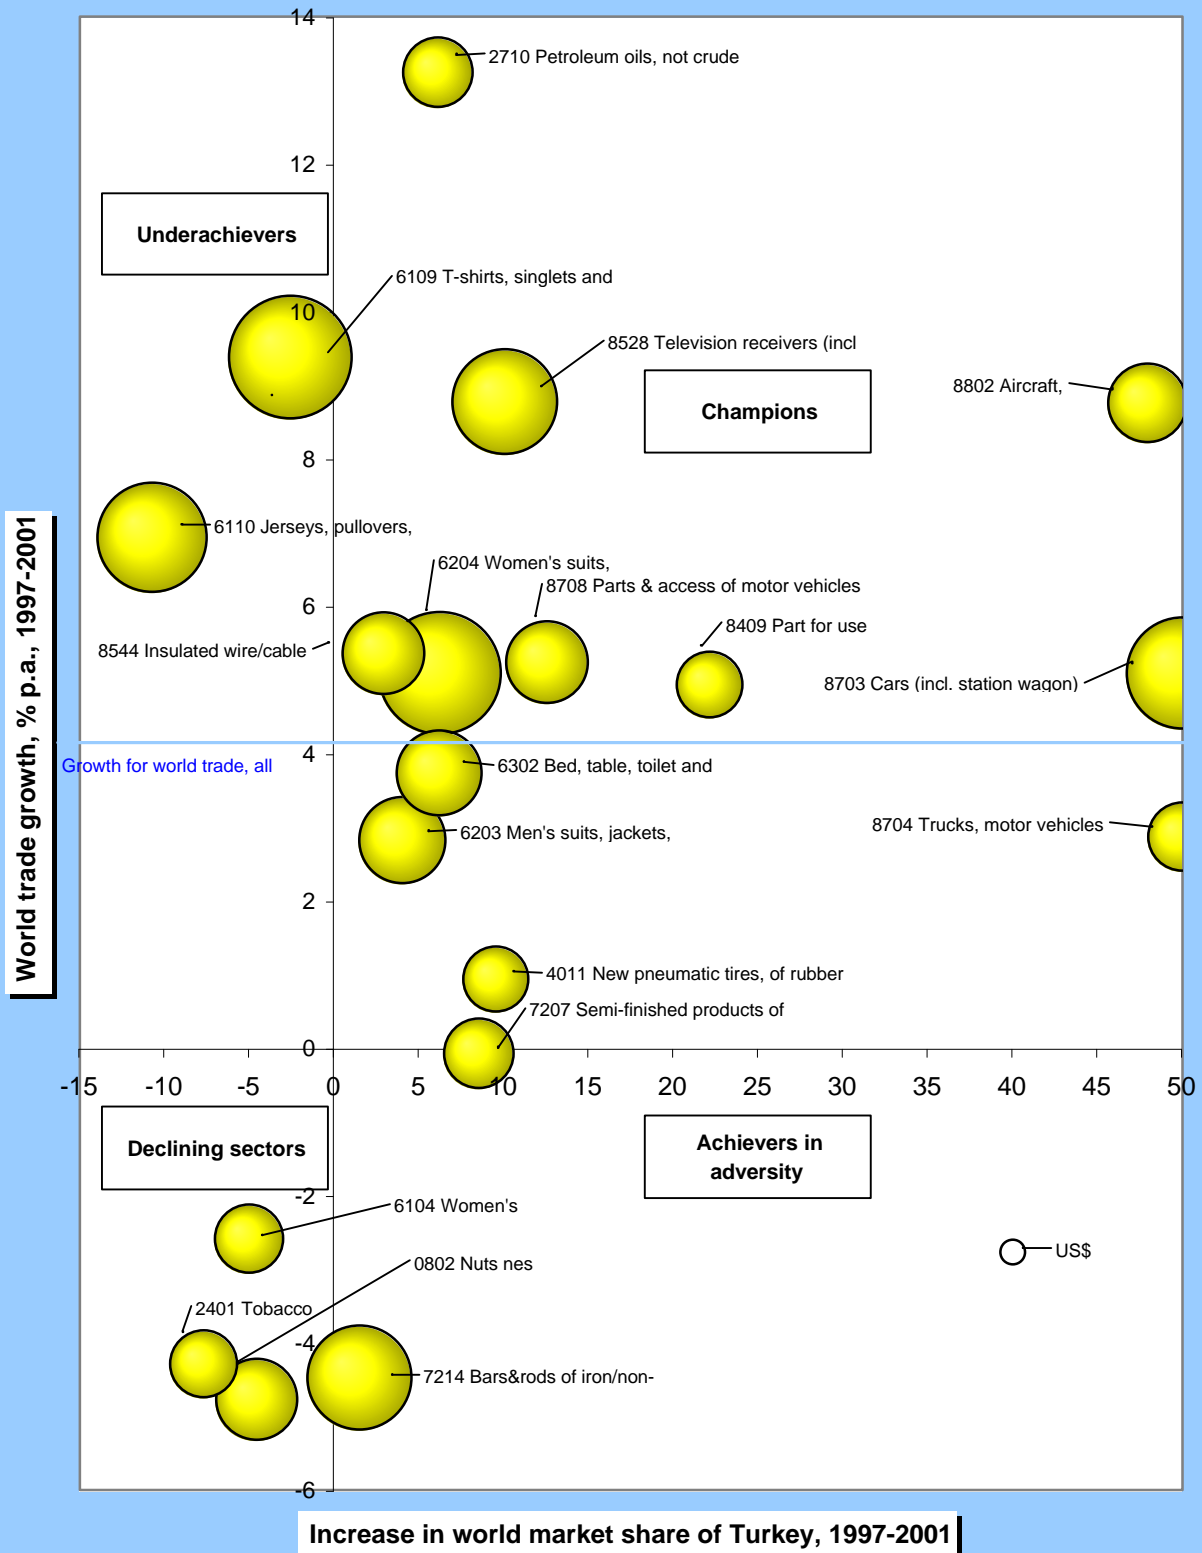 14
2710 Petroleum oils, not crude
12
Underachievers
6109 T-shirts, singlets and
10
8528 Television receivers (incl
8802 Aircraft,
Champions
8
6110 Jerseys, pullovers,
6204 Women's suits,
8708 Parts & access of motor vehicles
6
8409 Part for use
8544 Insulated wire/cable
8703 Cars (incl. station wagon)
4
Growth for world trade, all
6302 Bed, table, toilet and
8704 Trucks, motor vehicles
6203 Men's suits, jackets,
2
4011 New pneumatic tires, of rubber
7207 Semi-finished products of
0
-15 -10 -5 0 5 10 15 20 25 30 35 40 45 50
Declining sectors
Achievers in
adversity
-2
6104 Women's
0802 Nuts nes
US$
2401 Tobacco
-4
7214 Bars&rods of iron/non-
-6
World trade growth, % p.a., 1997-2001
Increase in world market share of Turkey, 1997-2001